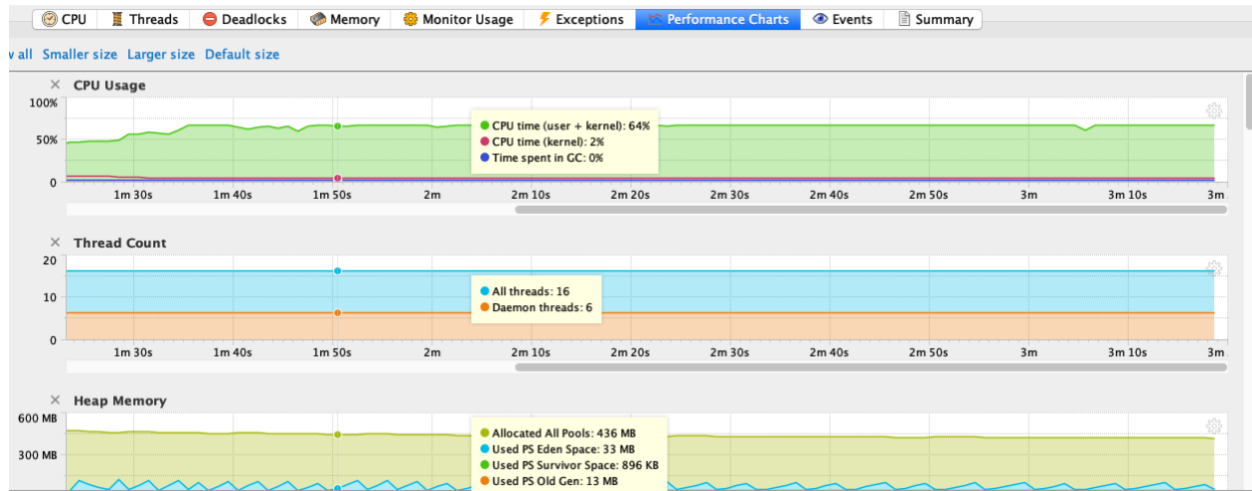 CPU Threads Deadlocks Memory Monitor Usage Exceptions Performance Charts Events Summary
all Smaller size Larger size Default size
CPU Usage
100%
50%
0
CPU time (user + kernel): 64%
CPU time (kernel): 2%
Time spent in GC: 0%
1m 30s 1m 40s 1m 50s 2m 2m 10s 2m 20s 2m 30s 2m 40s 2m 50s 3m 3m 10s 3m
Thread Count
20
10
0
All threads: 16
Daemon threads: 6
1m 30s 1m 40s 1m 50s 2m 2m 10s 2m 20s 2m 30s 2m 40s 2m 50s 3m 3m 10s 3m
Heap Memory
600 MB
300 MB
Allocated All Pools: 436 MB
Used PS Eden Space: 33 MB
Used PS Survivor Space: 896 KB
Used PS Old Gen: 13 MB